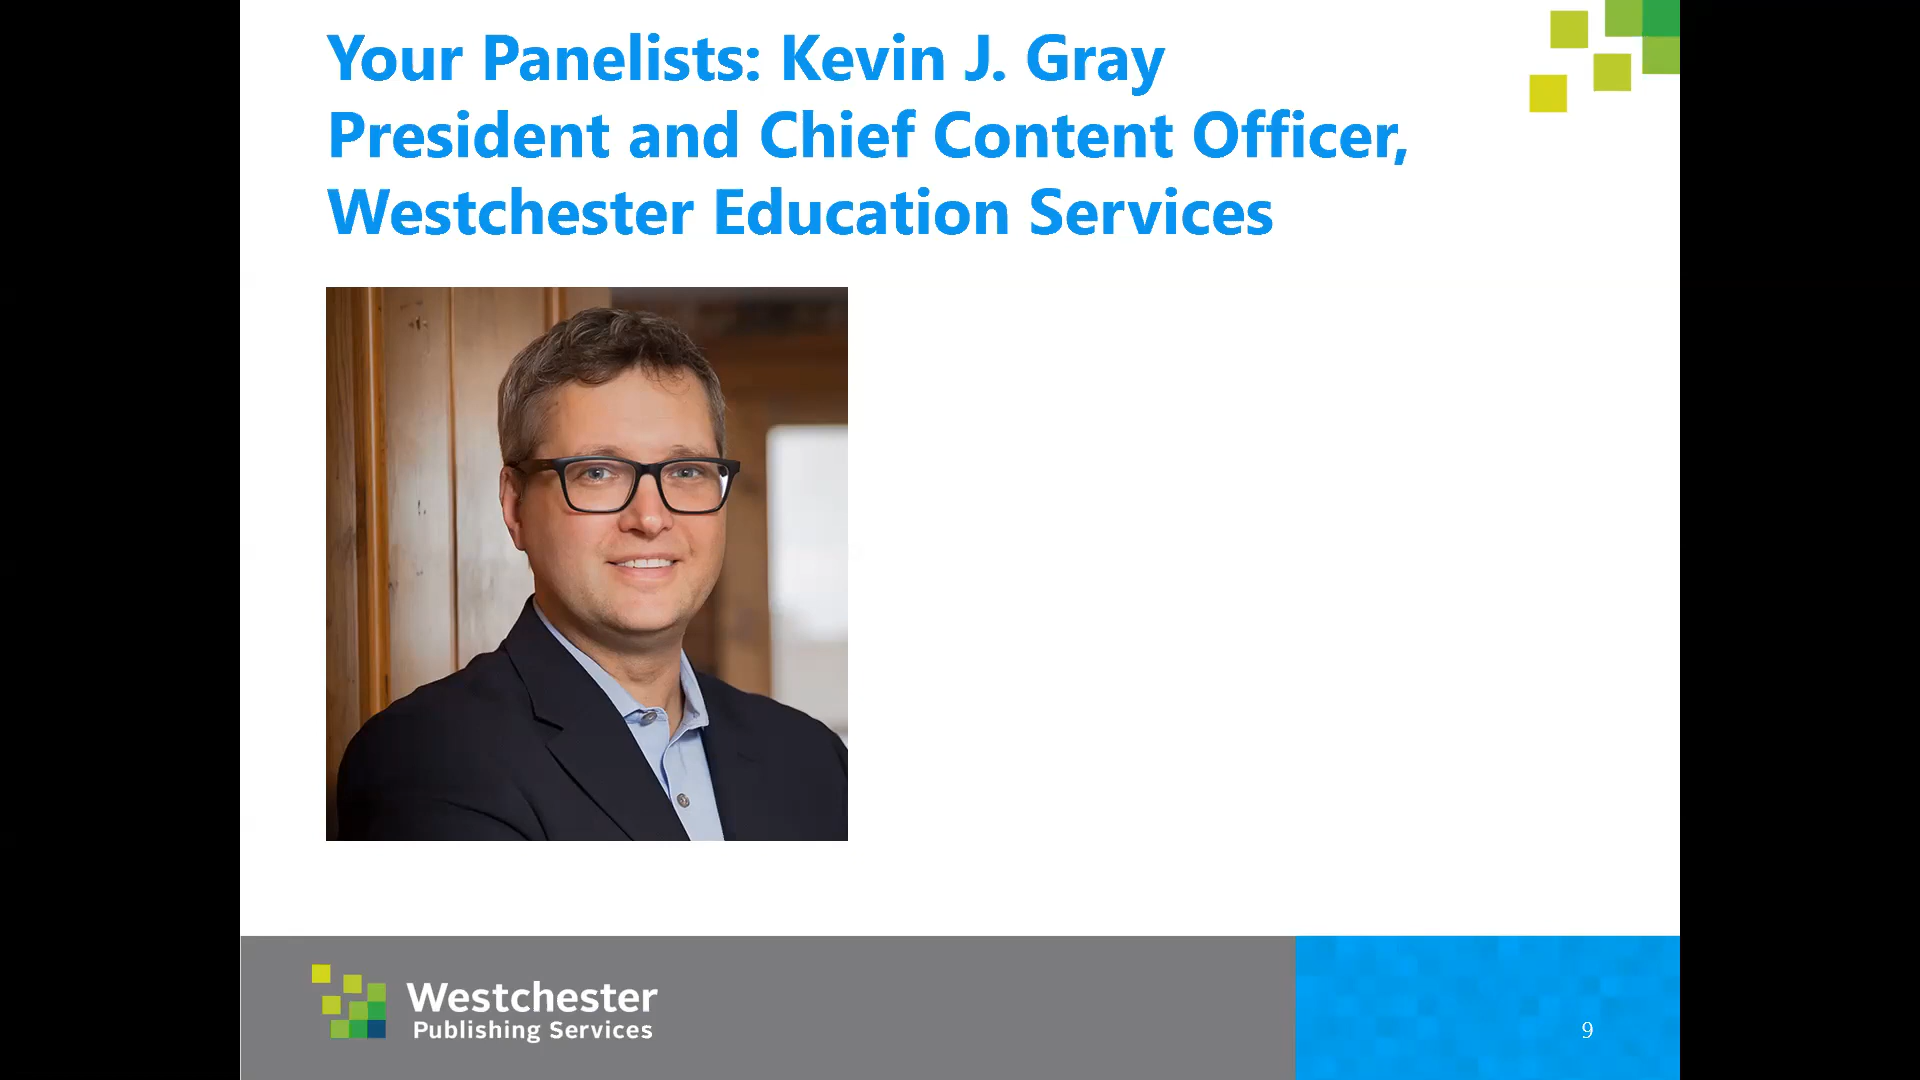 Your Panelists: Kevin J. Gray
President and Chief Content Officer,
Westchester Education Services
Westchester
Publishing Services
9